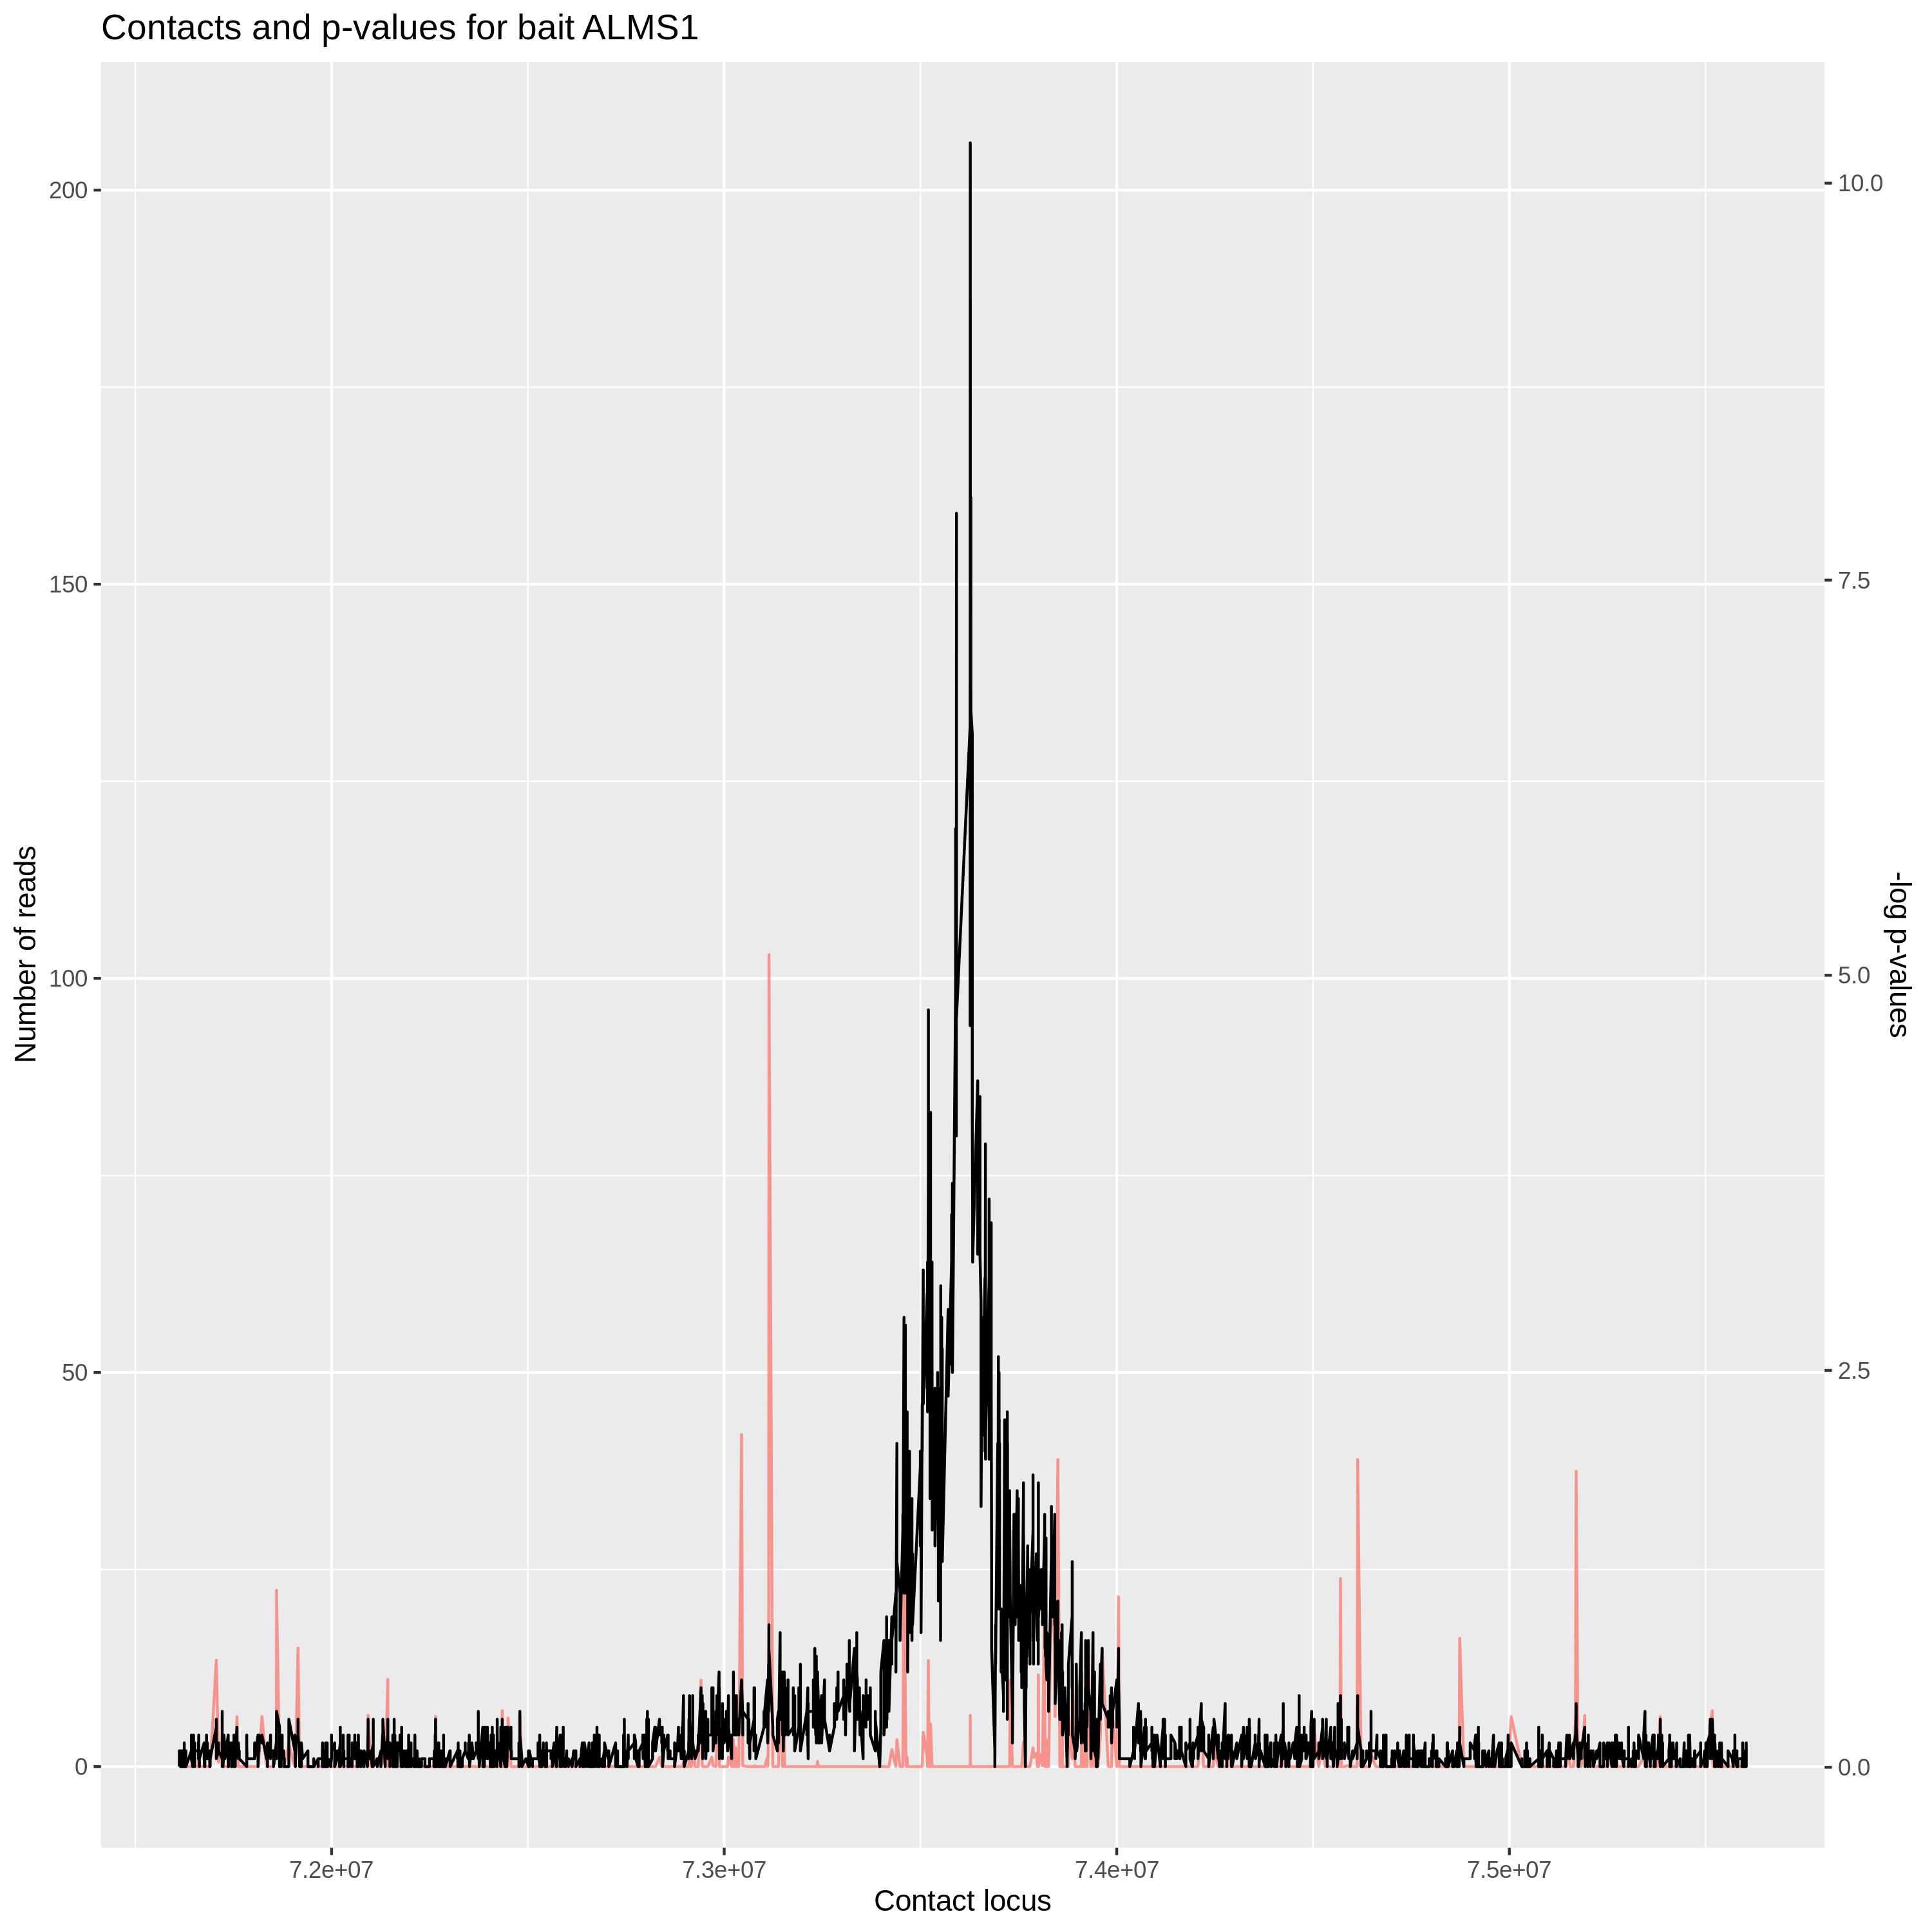 Contacts and p-values for bait ALMS1
Number of reads
200
150
100
50
0
10.0
7.5
5.0
2.5
0.0
-log p-values
7.2e+07
7.3e+07
7.4e+07
7.5e+07
Contact locus